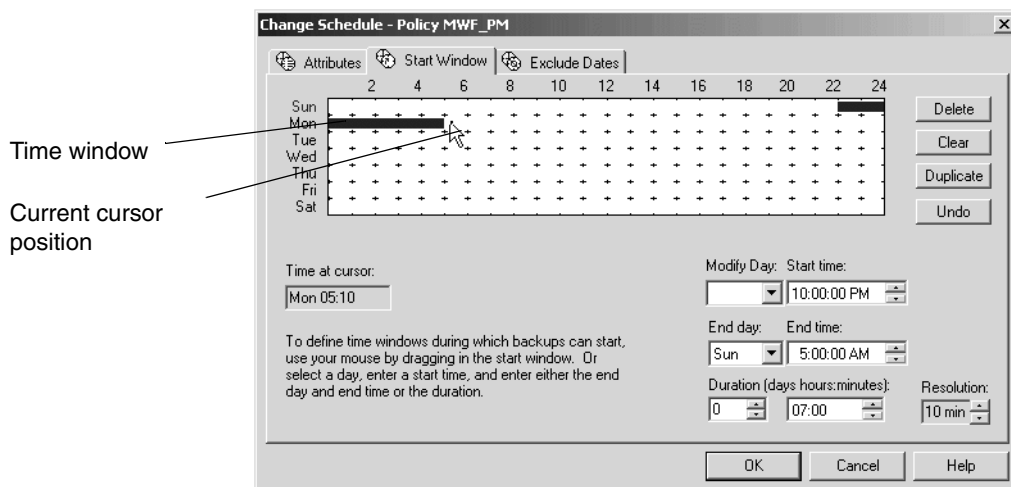 Change Schedule - Policy MWF_PM
Attributes Start Window Exclude Dates
2 4 6 8 10 12 14 16 18 20 22 24
Sun
Mon
Tue
Wed
Thu
Fri
Sat
Delete
Clear
Duplicate
Undo
Time window
Current cursor
position
Time at cursor:
Mon 05:10
To define time windows during which backups can start,
use your mouse by dragging in the start window. Or
select a day, enter a start time, and enter either the end
day and end time or the duration.
Modify Day: Start time:
10:00:00 PM
End day: End time:
Sun 5:00:00 AM
Duration (days hours:minutes): Resolution:
0 07:00 10 min
OK Cancel Help